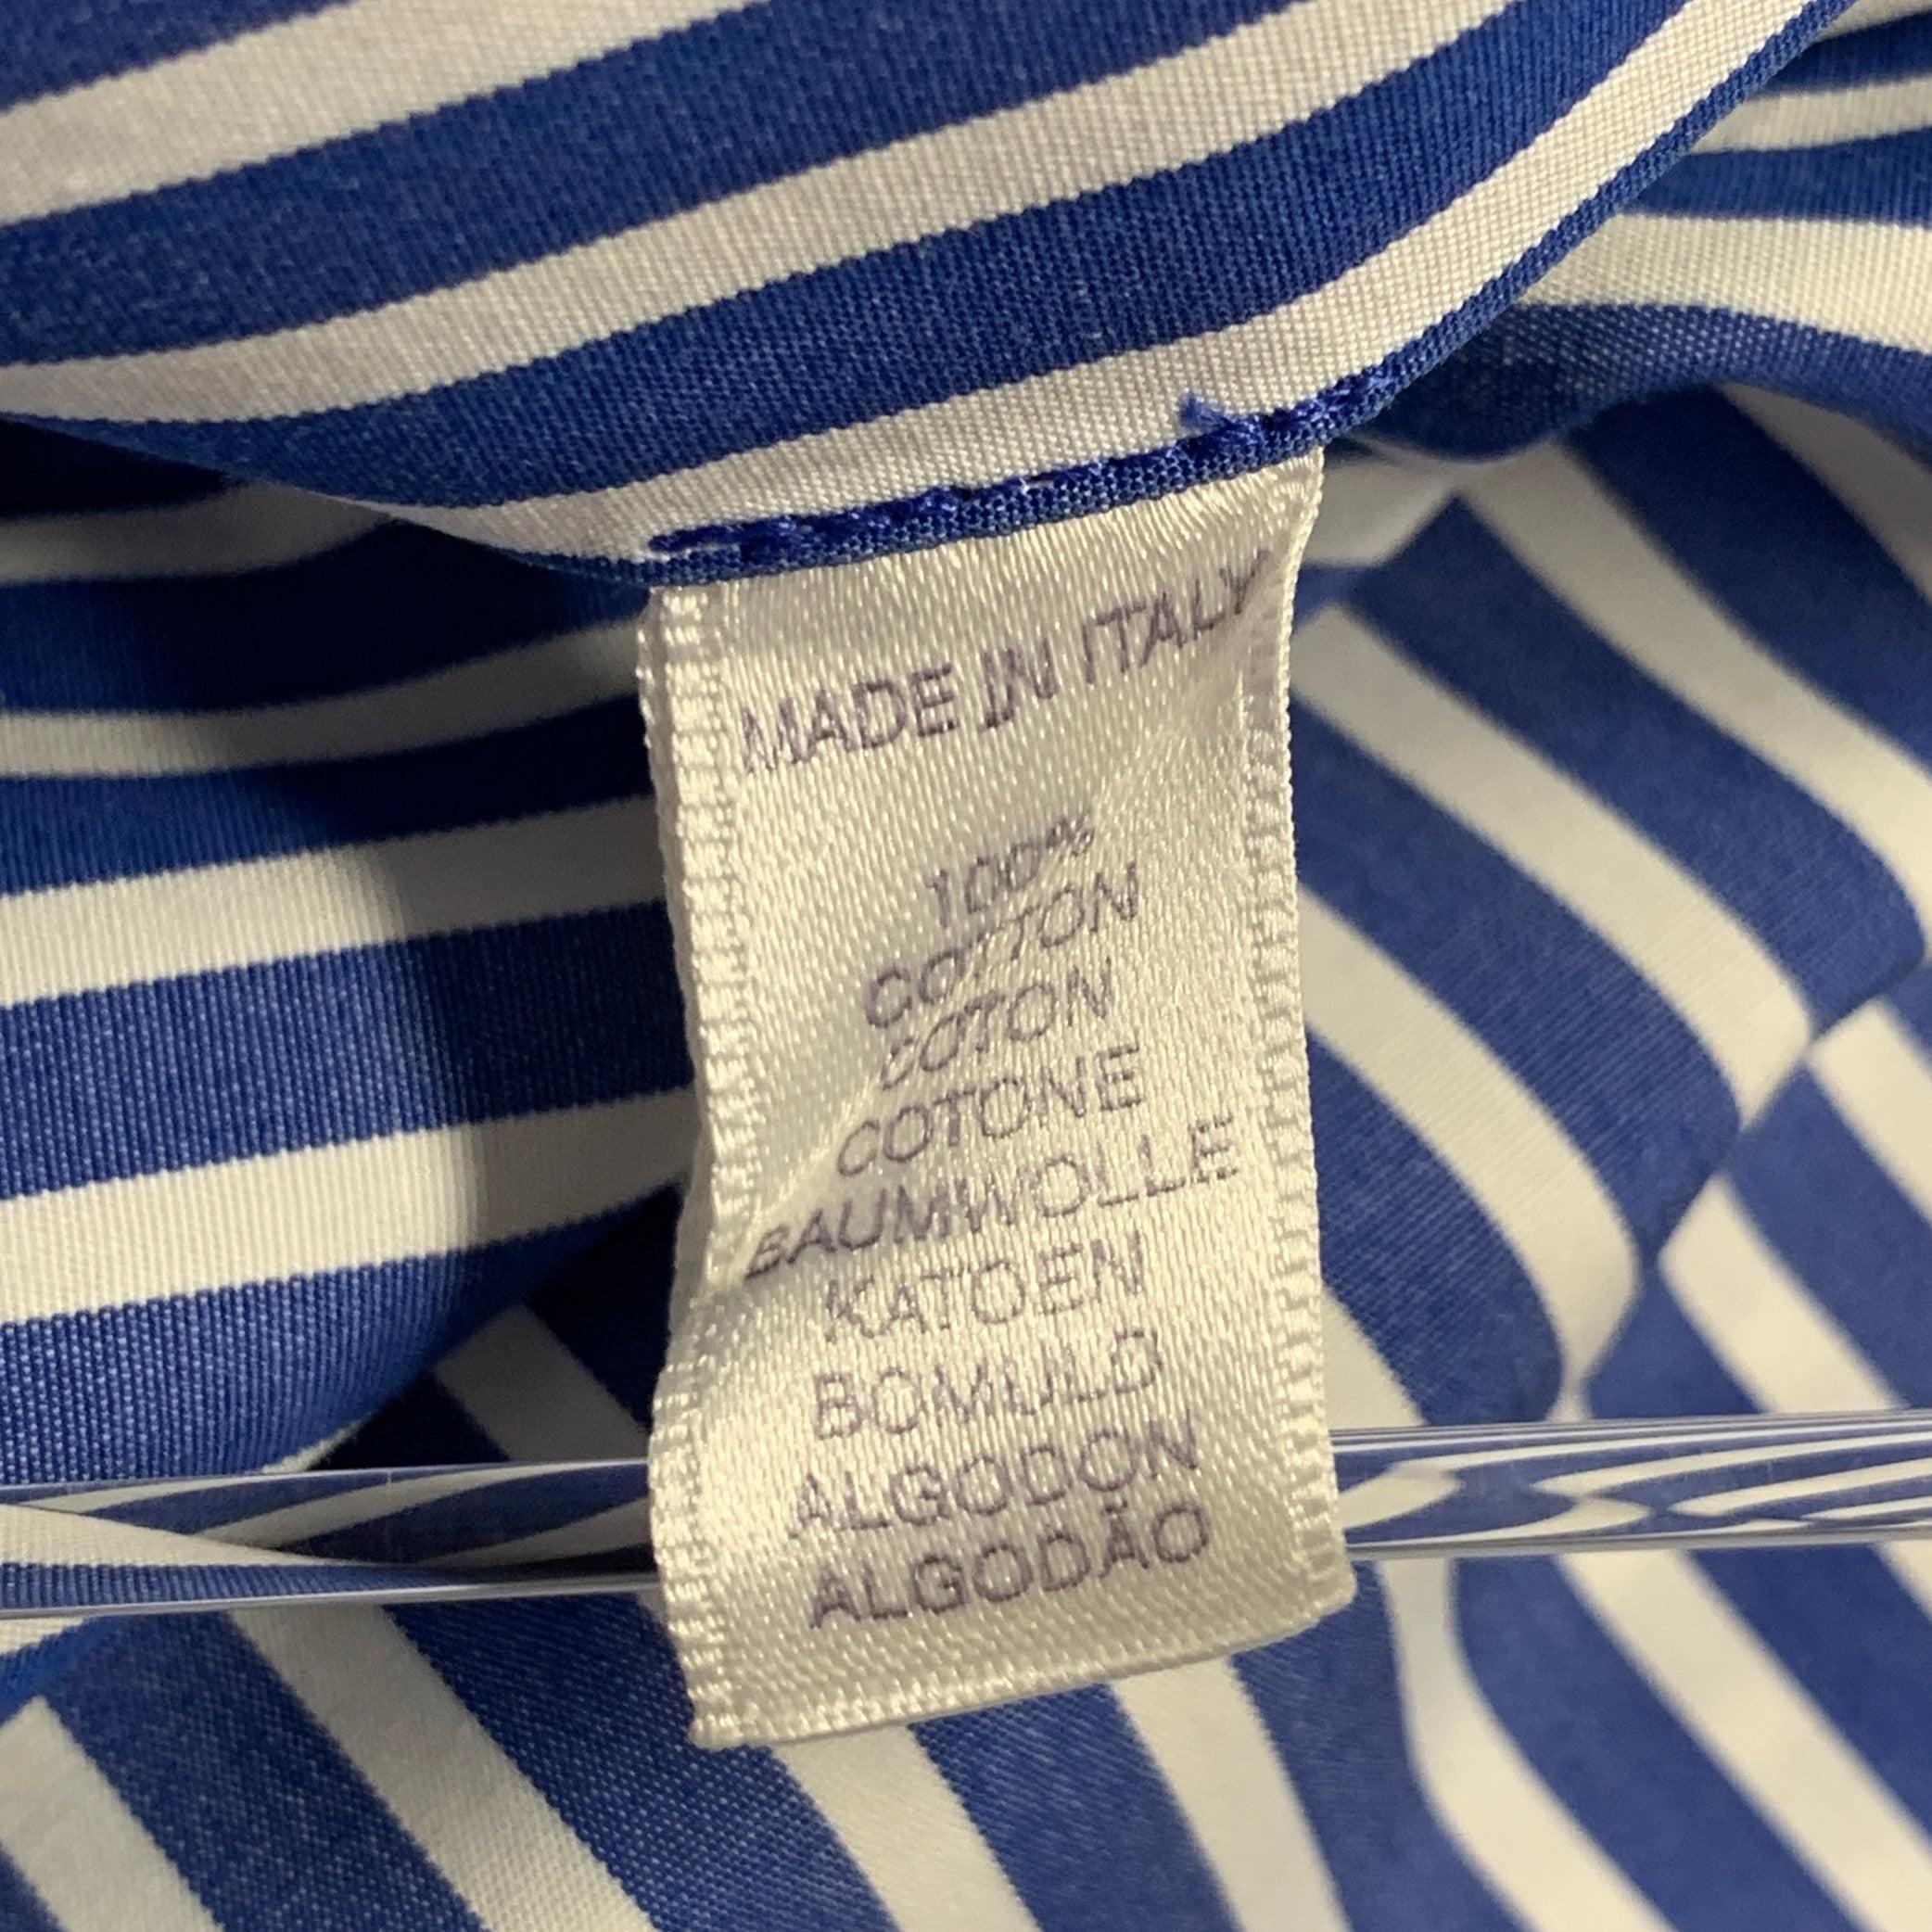 MADE IN ITALY
100%
COTTON
COTON
COTONE
BAUMWOLLE
KATOEN
BOMULD
ALGODON
ALGODÃO